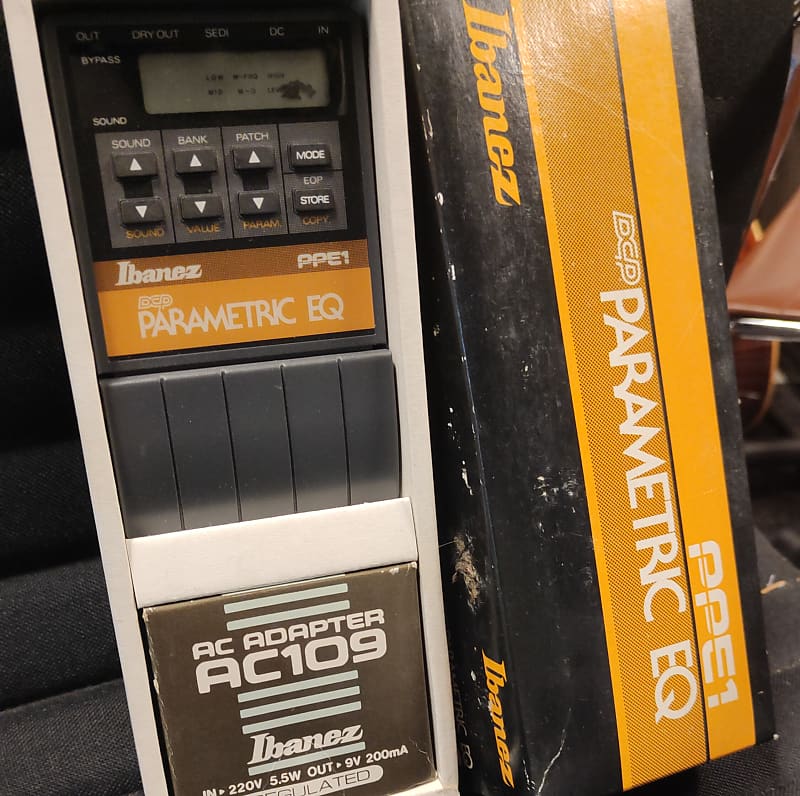 OUT DRY OUT SEDI DC IN
BYPASS
LOW M-FRQ HIGH
MID M-Q
SOUND
SOUND BANK PATCH
MODE
EOP
STORE
COPY
SOUND VALUE PARAM.
Ibanez PPE1
DCP
PARAMETRIC EQ
AC ADAPTER
AC109
Ibanez
IN▸220V 5.5W OUT▸9V 200mA
REGULATED
Ibanez
DCP PARAMETRIC EQ
PPE1
Ibanez
PARAMETRIC EQ